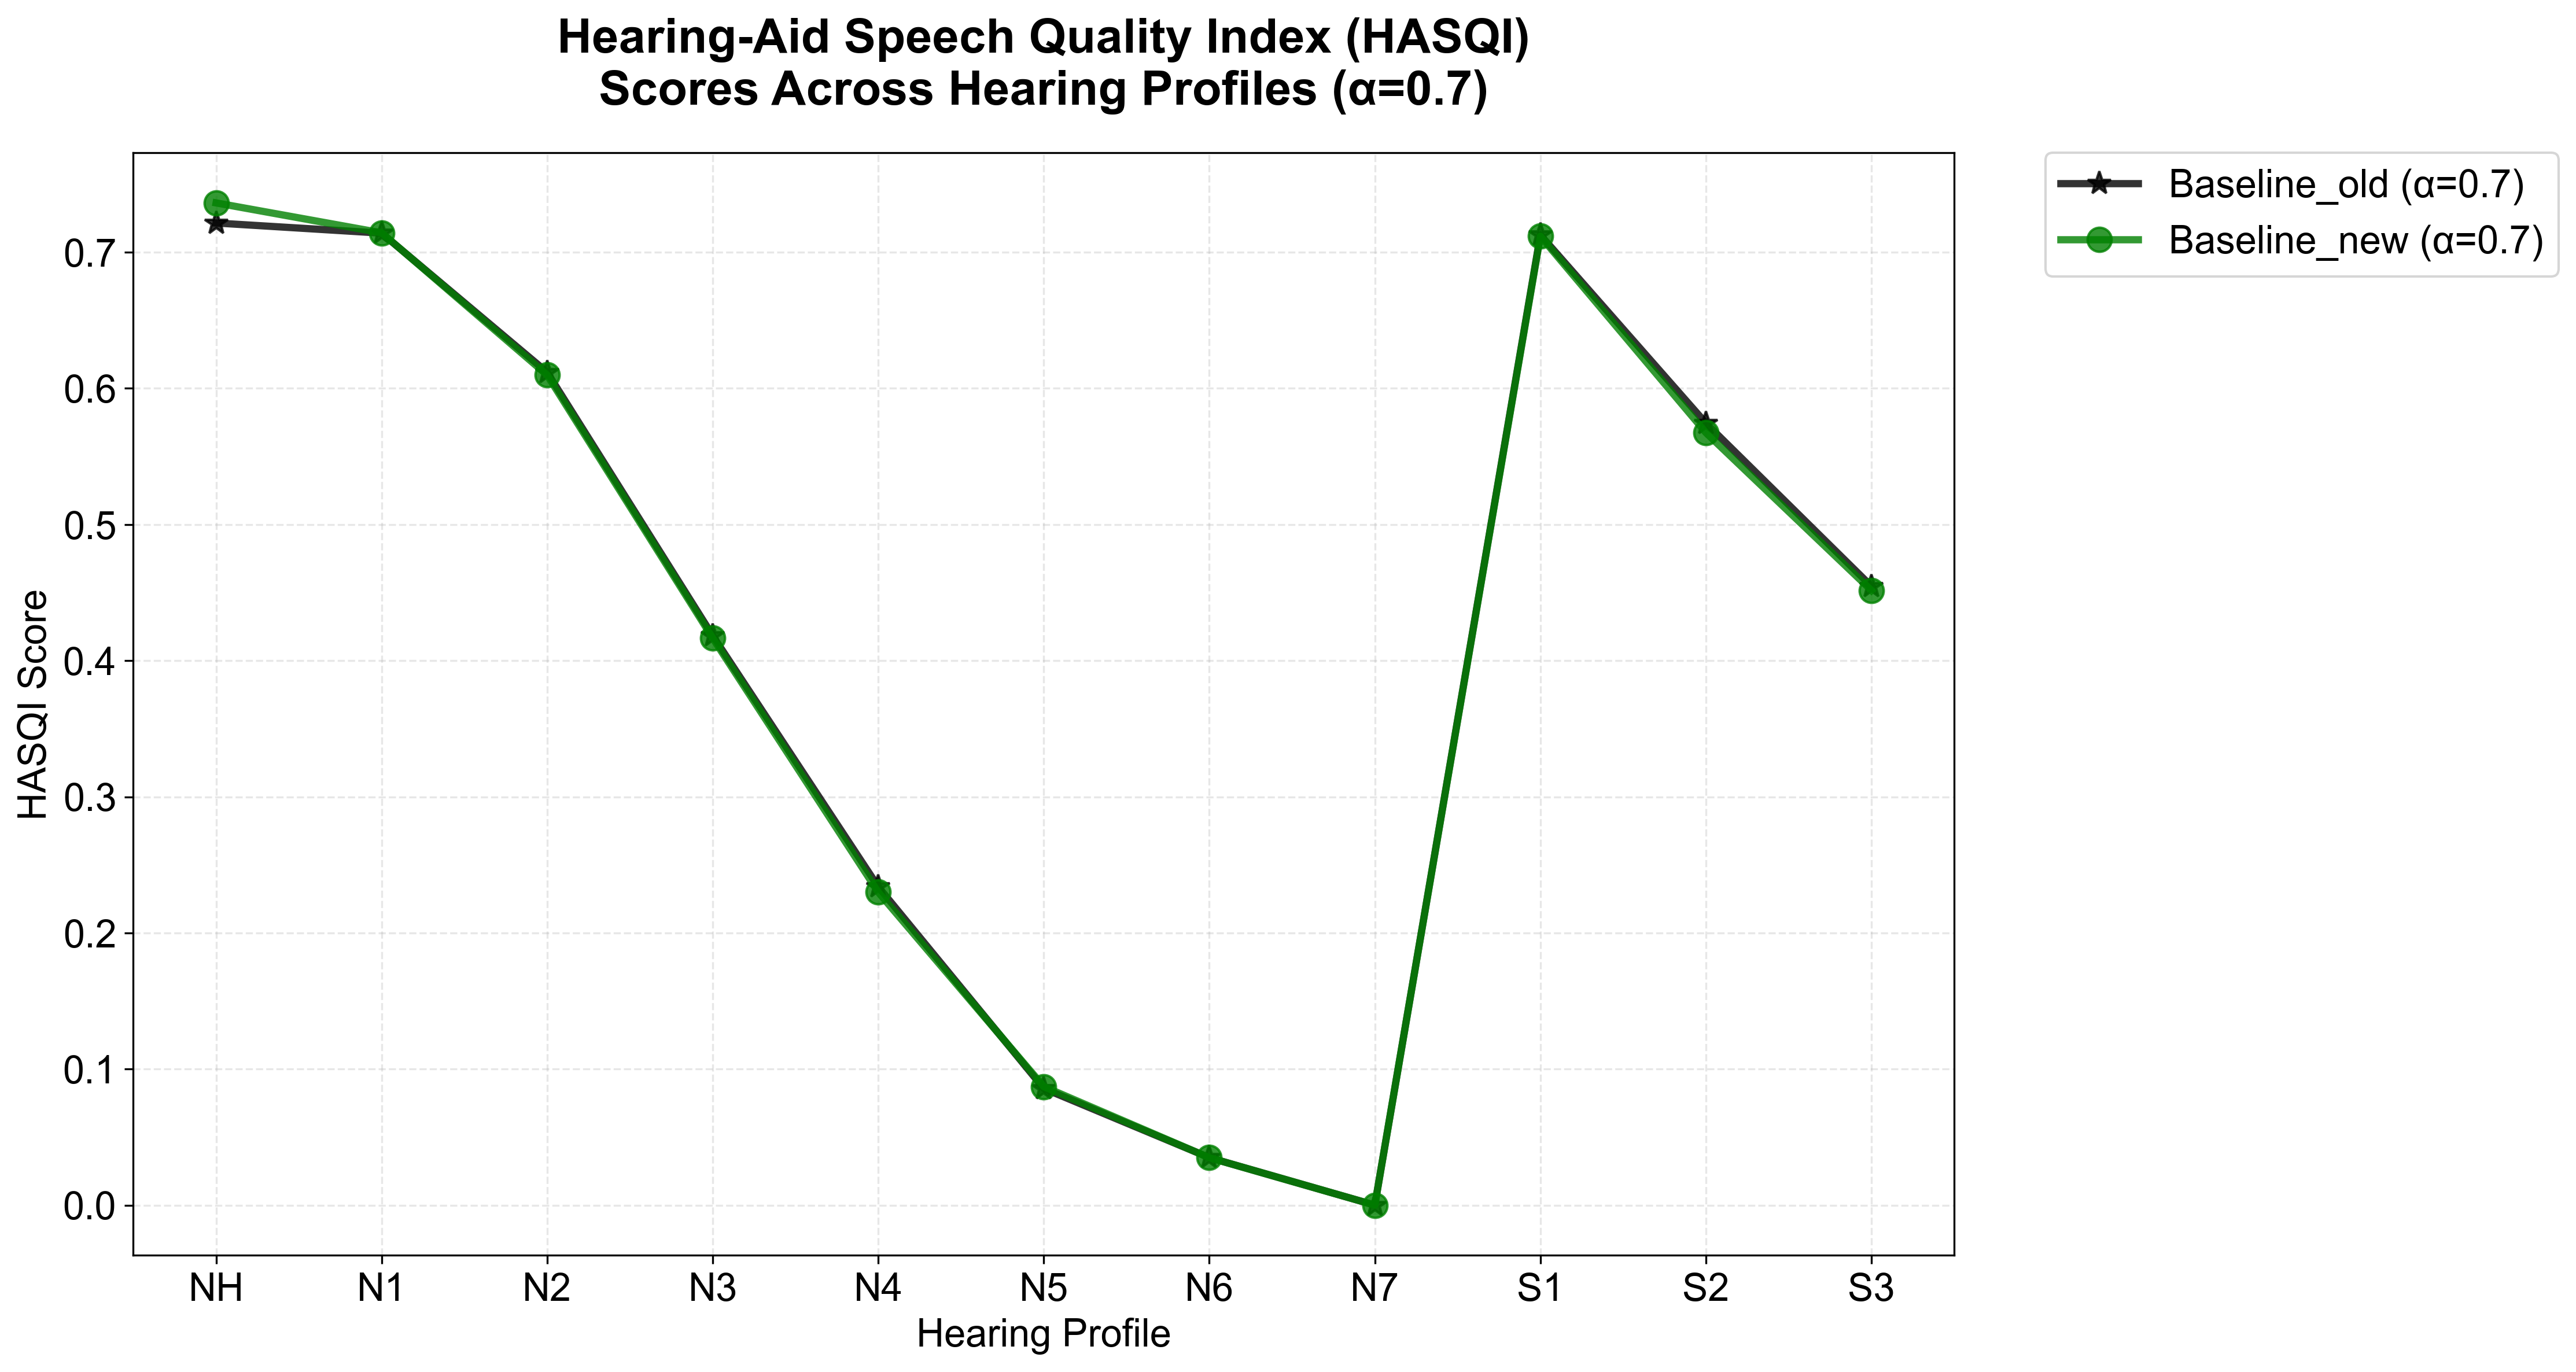 Hearing-Aid Speech Quality Index (HASQI)
Scores Across Hearing Profiles (α=0.7)
Baseline_old (α=0.7)
Baseline_new (α=0.7)
HASQI Score
0.7
0.6
0.5
0.4
0.3
0.2
0.1
0.0
NH N1 N2 N3 N4 N5 N6 N7 S1 S2 S3
Hearing Profile